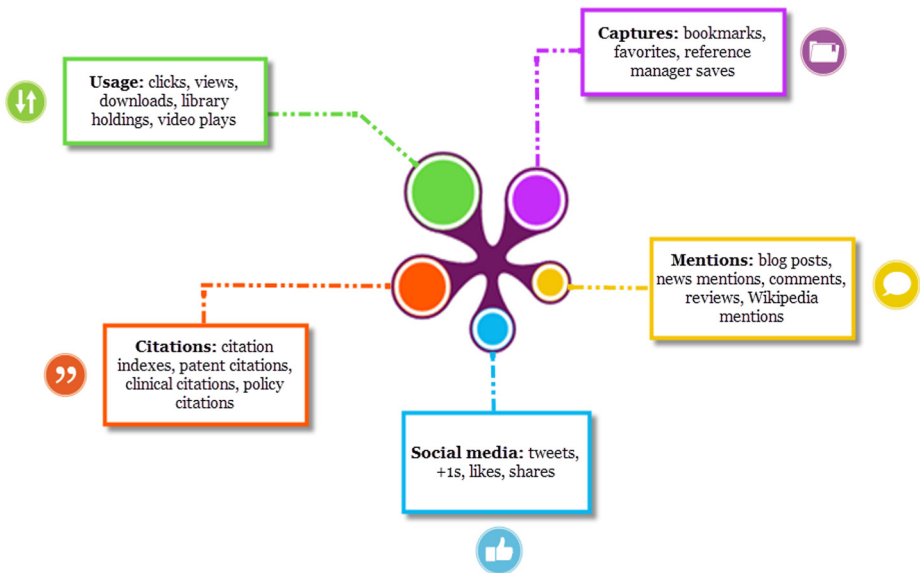 Captures: bookmarks,
favorites, reference
manager saves
Usage: clicks, views,
downloads, library
holdings, video plays
Mentions: blog posts,
news mentions, comments,
reviews, Wikipedia
mentions
Citations: citation
indexes, patent citations,
clinical citations, policy
citations
Social media: tweets,
+1s, likes, shares